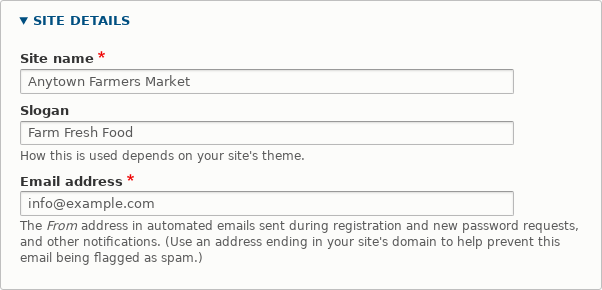 SITE DETAILS
Site name *
Anytown Farmers Market
Slogan
Farm Fresh Food
How this is used depends on your site's theme.
Email address *
info@example.com
The From address in automated emails sent during registration and new password requests,
and other notifications. (Use an address ending in your site's domain to help prevent this
email being flagged as spam.)